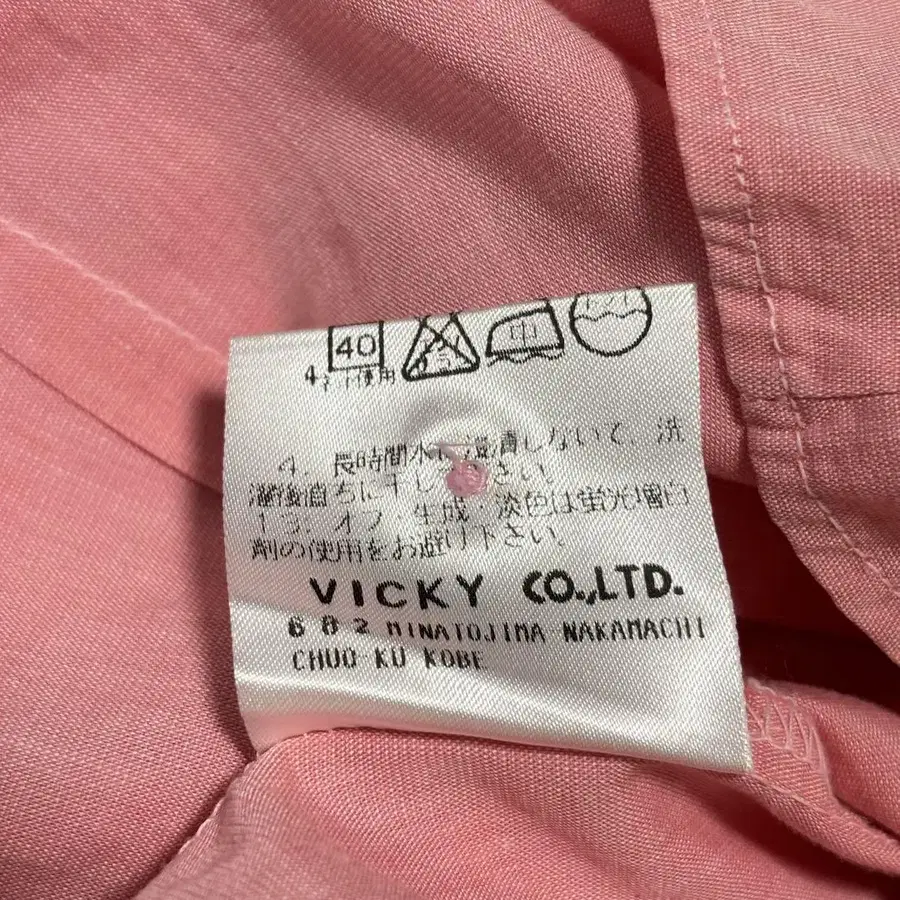 40 中
4. 長時間水に浸漬しないで、洗
濯後直ちに干して下さい。
13. オフ・生成・淡色は蛍光増白
剤の使用をお避け下さい。
VICKY CO.,LTD.
6 8 2 MINATOJIMA NAKAMACHI
CHUO KU KOBE